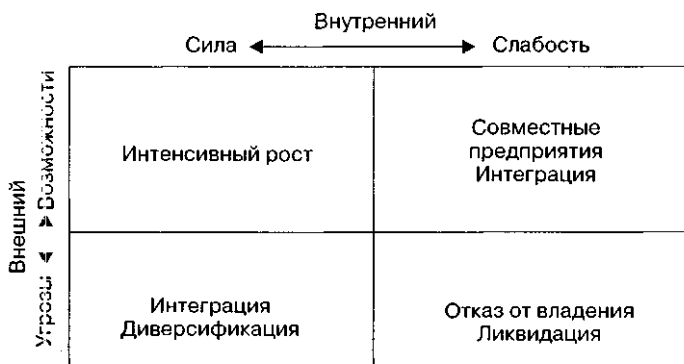 Внутренний
Сила
Слабость
Внешний
Возможности
Угрозы
Интенсивный рост
Совместные
предприятия
Интеграция
Интеграция
Диверсификация
Отказ от владения
Ликвидация